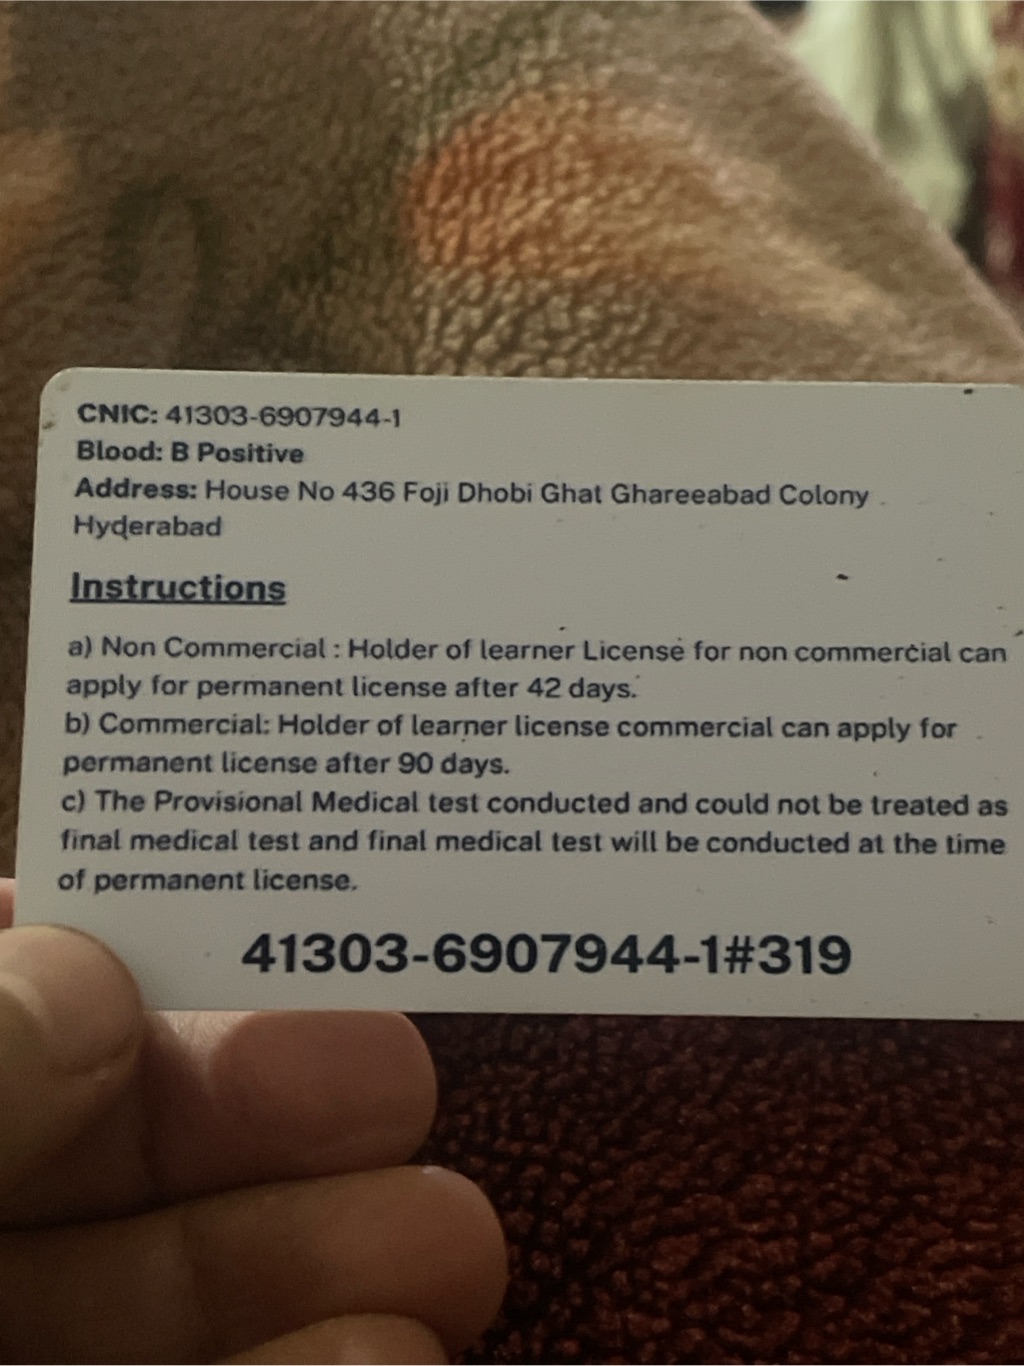 CNIC: 41303-6907944-1
Blood: B Positive
Address: House No 436 Foji Dhobi Ghat Ghareeabad Colony
Hyderabad
Instructions
a) Non Commercial : Holder of learner License for non commercial can
apply for permanent license after 42 days.
b) Commercial: Holder of learner license commercial can apply for
permanent license after 90 days.
c) The Provisional Medical test conducted and could not be treated as
final medical test and final medical test will be conducted at the time
of permanent license.
41303-6907944-1#319